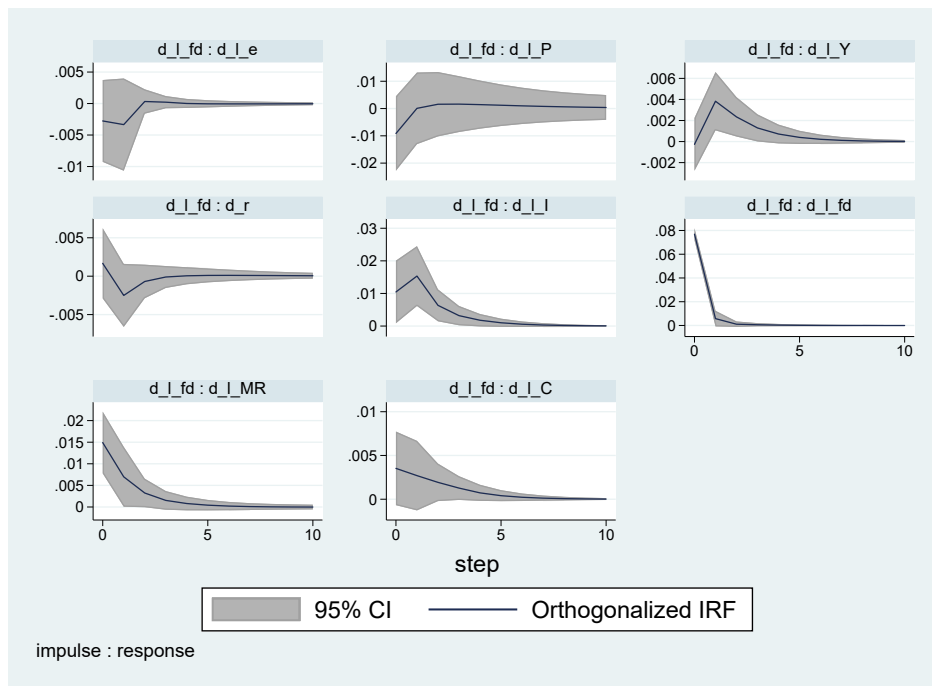 d_l_fd : d_l_e
.005
0
-.005
-.01
d_l_fd : d_l_P
.01
0
-.01
-.02
d_l_fd : d_l_Y
.006
.004
.002
0
-.002
d_l_fd : d_r
.005
0
-.005
d_l_fd : d_l_I
.03
.02
.01
0
d_l_fd : d_l_fd
.08
.06
.04
.02
0
0 5 10
d_l_fd : d_l_MR
.02
.015
.01
.005
0
0 5 10
d_l_fd : d_l_C
.01
.005
0
0 5 10
step
95% CI Orthogonalized IRF
impulse : response